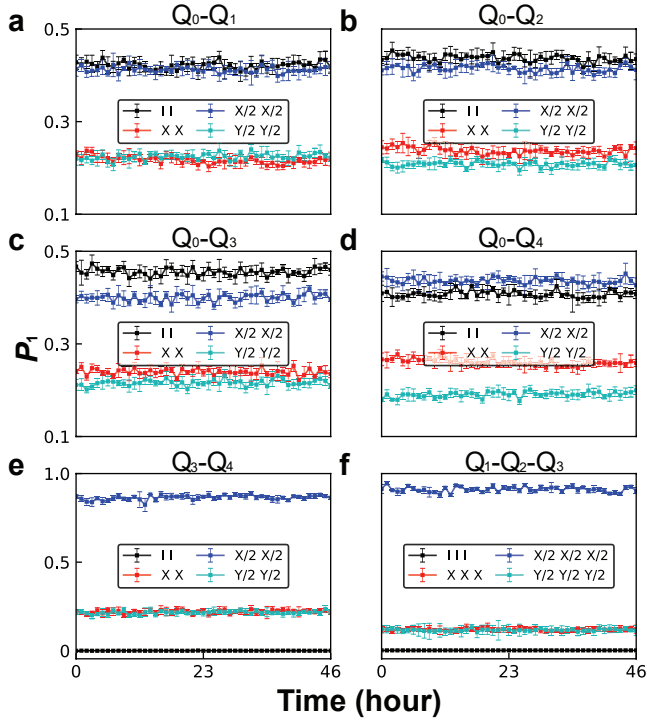 a Q₀-Q₁ b Q₀-Q₂
0.5
I I X/2 X/2 I I X/2 X/2
0.3
X X Y/2 Y/2 X X Y/2 Y/2
0.1
c Q₀-Q₃ d Q₀-Q₄
0.5
P₁ 0.3
I I X/2 X/2 I I X/2 X/2
X X Y/2 Y/2 X X Y/2 Y/2
0.1
e Q₃-Q₄ f Q₁-Q₂-Q₃
1.0
I I X/2 X/2 I I I X/2 X/2 X/2
0.5
X X Y/2 Y/2 X X X Y/2 Y/2 Y/2
0
0 23 46 0 23 46
Time (hour)